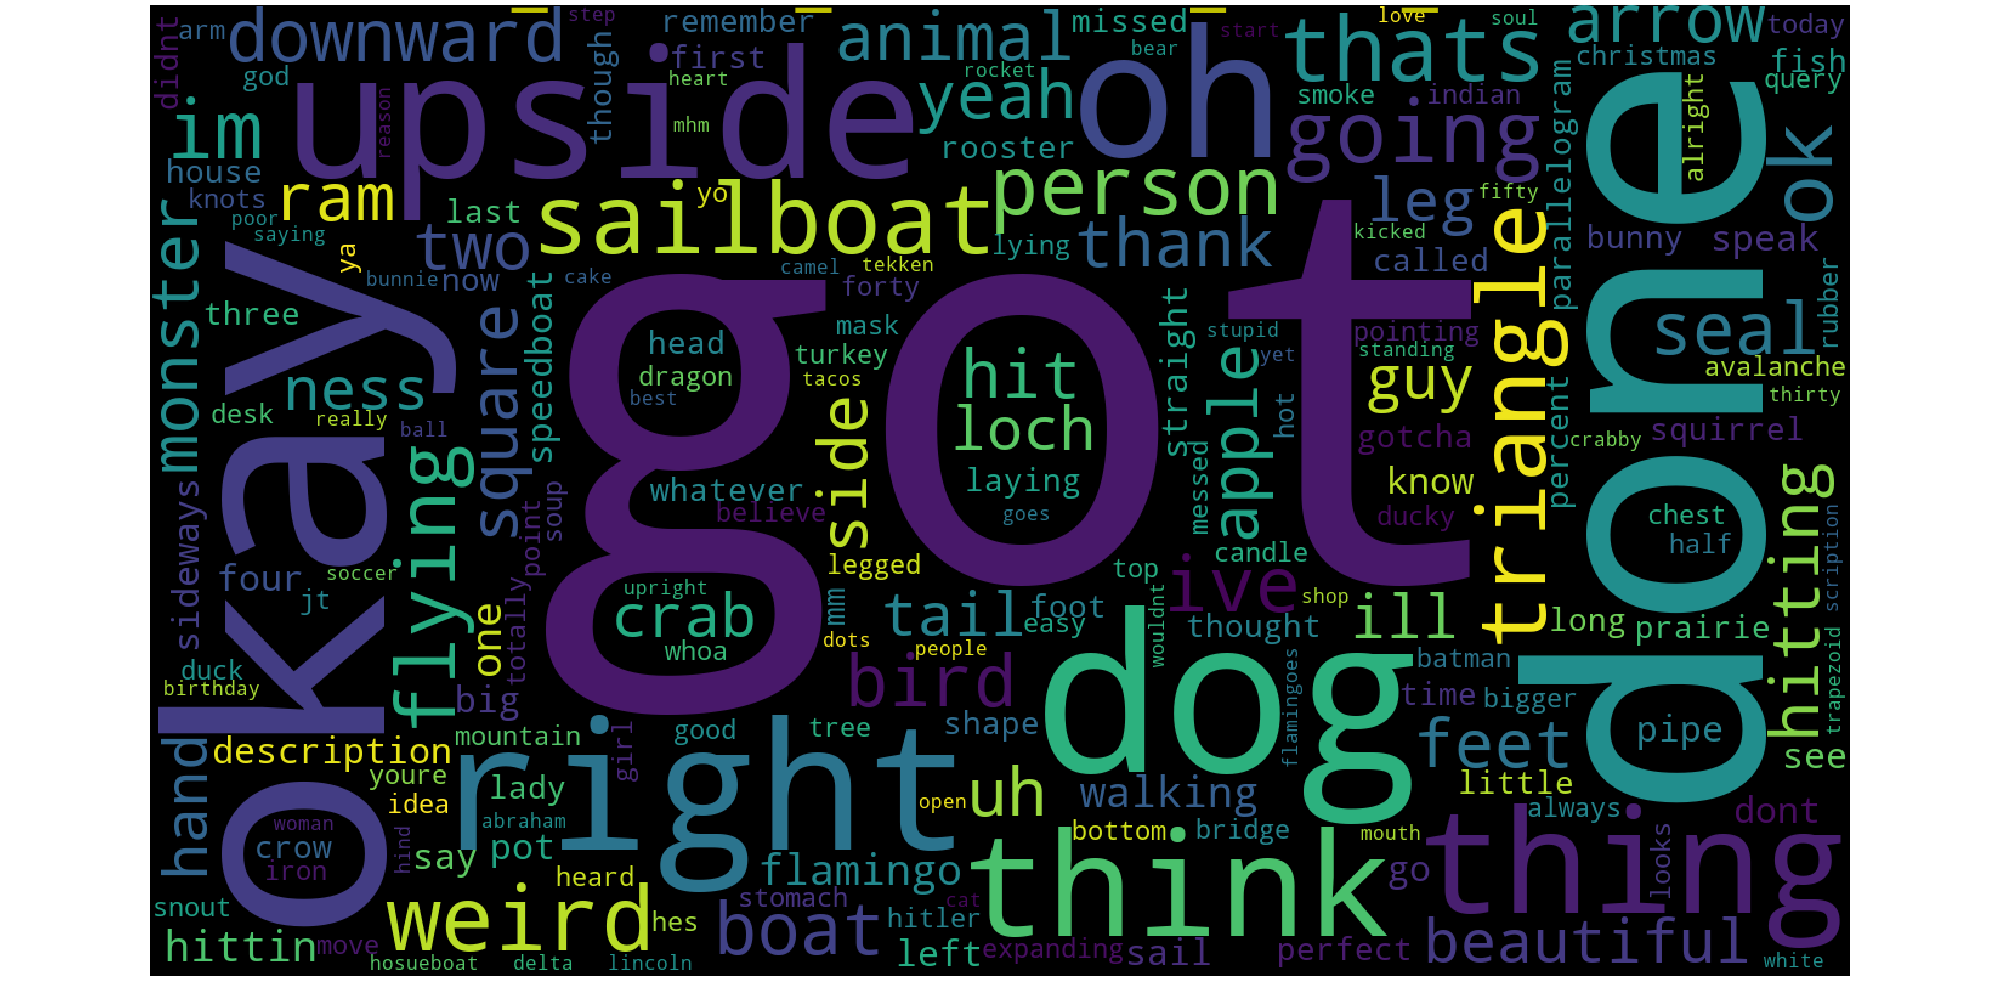 didnt
arm
downward
step
remember
animal
missed
love
soul
arrow
today
god
upside
first
heart
though
mhm
reason
rocket
bear
oh
start
thats
christmas
fish
query
im
yeah
smoke
indian
parallelogram
alright
house
knots
ram
last
sailboat
yo
rooster
person
going
leg
fifty
done
ok
poor
saying
monster
ya
two
bunnie
now
cake
camel
tekken
forty
lying
thank
kicked
called
bunny
speak
rubber
three
okay
square
speedboat
got
head
mask
turkey
tacos
dragon
best
hit
loch
straight
stupid
apple
yet
hot
pointing
standing
guy
triangle
seal
avalanche
thirty
ness
desk
really
ball
flying
side
whatever
believe
laying
goes
messed
gotcha
know
ducky
percent
crabby
squirrel
hitting
sideways
four
jt
soccer
one
totally
point
soup
upright
crab
whoa
legged
mm
dots
people
tail
foot
easy
top
candle
ive
shop
thought
wouldnt
ill
chest
half
long
prairie
scription
trapezoid
duck
birthday
big
bird
shape
dog
flamingoes
batman
time
bigger
feet
pipe
see
hand
description
mountain
girl
good
tree
youre
idea
lady
right
open
uh
walking
bottom
bridge
mouth
little
always
dont
woman
crow
iron
hind
say
abraham
pot
heard
flamingo
think
go
thing
looks
snout
hittin
move
weird
hes
stomach
boat
hitler
cat
left
expanding
sail
perfect
beautiful
white
hosueboat
delta
lincoln